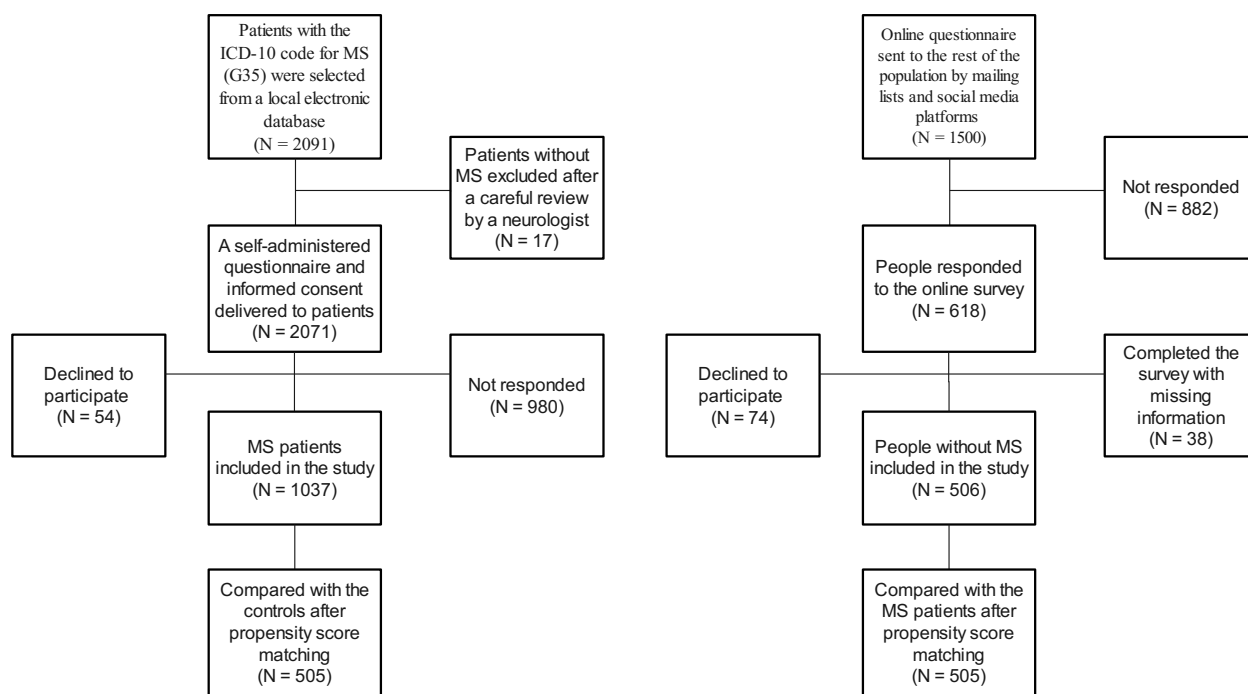 Patients with the
ICD-10 code for MS
(G35) were selected
from a local electronic
database
(N = 2091)
Patients without
MS excluded after
a careful review
by a neurologist
(N = 17)
A self-administered
questionnaire and
informed consent
delivered to patients
(N = 2071)
Declined to
participate
(N = 54)
Not responded
(N = 980)
MS patients
included in the study
(N = 1037)
Compared with the
controls after
propensity score
matching
(N = 505)
Online questionnaire
sent to the rest of the
population by mailing
lists and social media
platforms
(N = 1500)
Not responded
(N = 882)
People responded
to the online survey
(N = 618)
Declined to
participate
(N = 74)
Completed the
survey with
missing
information
(N = 38)
People without MS
included in the study
(N = 506)
Compared with the
MS patients after
propensity score
matching
(N = 505)